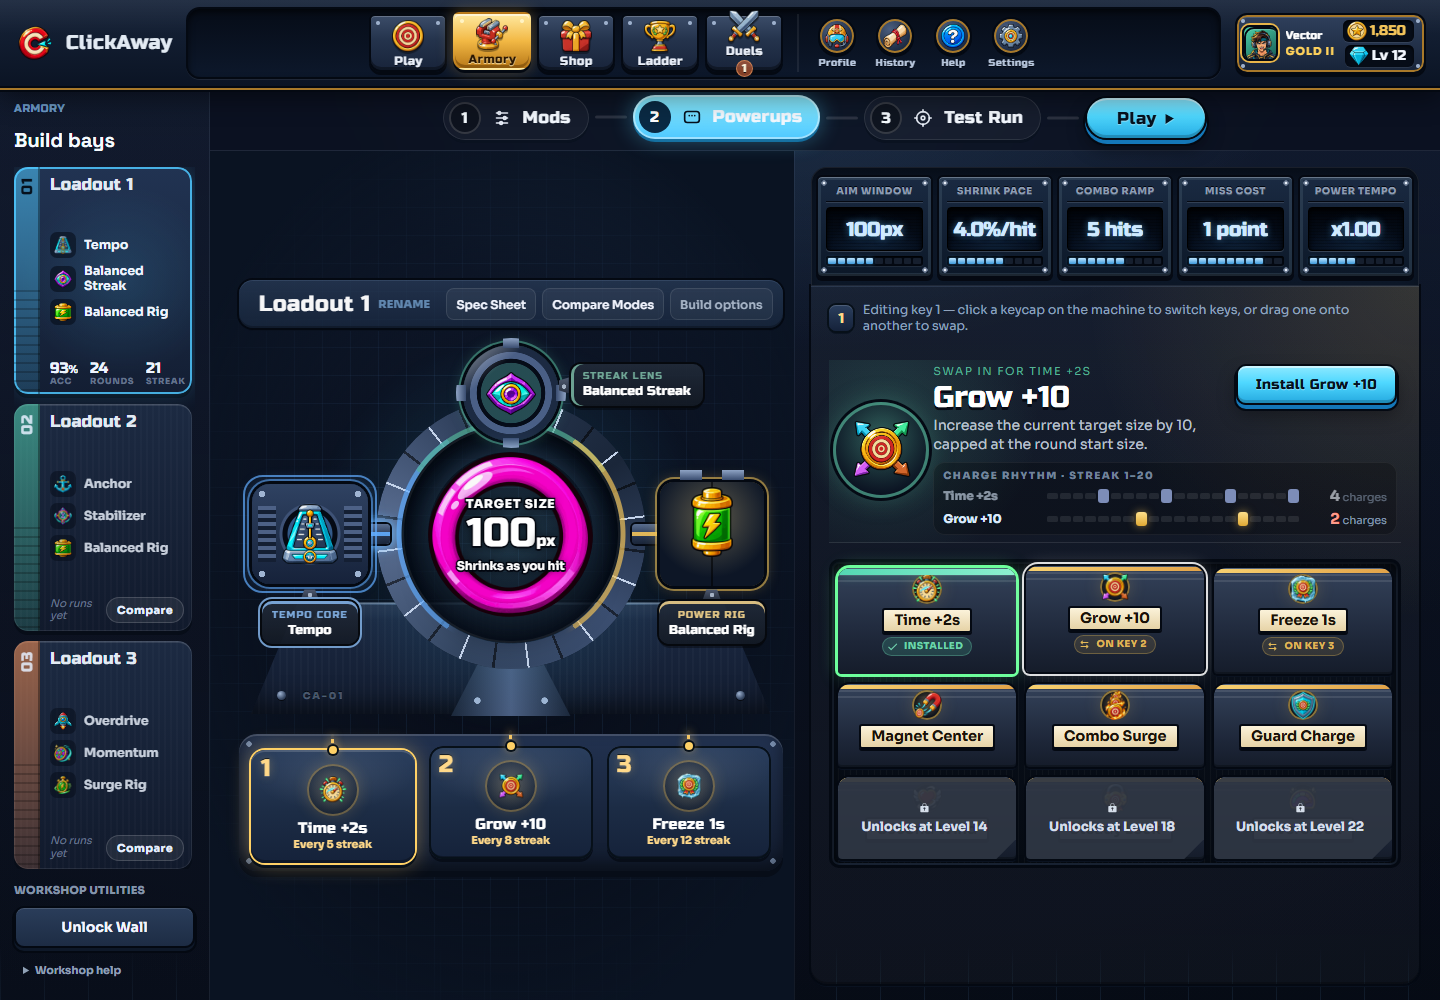 ClickAway
Play
Armory
Shop
Ladder
Duels
1
Profile
History
Help
Settings
Vector
GOLD II
1,850
Lv 12
ARMORY
Build bays
1 Mods
2 Powerups
3 Test Run
Play
01
Loadout 1
Tempo
Balanced
Streak
Balanced Rig
93% 24 21
ACC ROUNDS STREAK
02
Loadout 2
Anchor
Stabilizer
Balanced Rig
No runs
yet
Compare
03
Loadout 3
Overdrive
Momentum
Surge Rig
No runs
yet
Compare
WORKSHOP UTILITIES
Unlock Wall
Workshop help
Loadout 1 RENAME Spec Sheet Compare Modes Build options
STREAK LENS
Balanced Streak
TARGET SIZE
100px
Shrinks as you hit
TEMPO CORE
Tempo
POWER RIG
Balanced Rig
CA-01
1
Time +2s
Every 5 streak
2
Grow +10
Every 8 streak
3
Freeze 1s
Every 12 streak
AIM WINDOW
100px
SHRINK PACE
4.0%/hit
COMBO RAMP
5 hits
MISS COST
1 point
POWER TEMPO
x1.00
1
Editing key 1 — click a keycap on the machine to switch keys, or drag one onto
another to swap.
SWAP IN FOR TIME +2S
Grow +10
Increase the current target size by 10,
capped at the round start size.
Install Grow +10
CHARGE RHYTHM · STREAK 1–20
Time +2s 4 charges
Grow +10 2 charges
Time +2s
INSTALLED
Grow +10
ON KEY 2
Freeze 1s
ON KEY 3
Magnet Center
Combo Surge
Guard Charge
Unlocks at Level 14
Unlocks at Level 18
Unlocks at Level 22